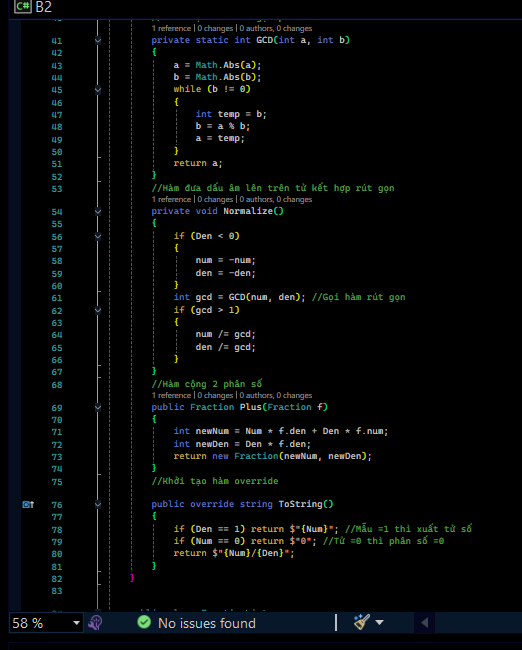 C# B2
41 private static int GCD(int a, int b)
1 reference | 0 changes | 0 authors, 0 changes
42 {
43 a = Math.Abs(a);
44 b = Math.Abs(b);
45 while (b != 0)
46 {
47 int temp = b;
48 b = a % b;
49 a = temp;
50 }
51 return a;
52 }
53 //Hàm đưa dấu âm lên trên tử kết hợp rút gọn
1 reference | 0 changes | 0 authors, 0 changes
54 private void Normalize()
55 {
56 if (Den < 0)
57 {
58 num = -num;
59 den = -den;
60 }
61 int gcd = GCD(num, den); //Gọi hàm rút gọn
62 if (gcd > 1)
63 {
64 num /= gcd;
65 den /= gcd;
66 }
67 }
68 //Hàm cộng 2 phân số
1 reference | 0 changes | 0 authors, 0 changes
69 public Fraction Plus(Fraction f)
70 {
71 int newNum = Num * f.den + Den * f.num;
72 int newDen = Den * f.den;
73 return new Fraction(newNum, newDen);
74 }
75 //Khởi tạo hàm override
76 public override string ToString()
77 {
78 if (Den == 1) return $"{Num}"; //Mẫu =1 thì xuất tử số
79 if (Num == 0) return $"0"; //Tử =0 thì phân số =0
80 return $"{Num}/{Den}";
81 }
82 }
83
58 % No issues found